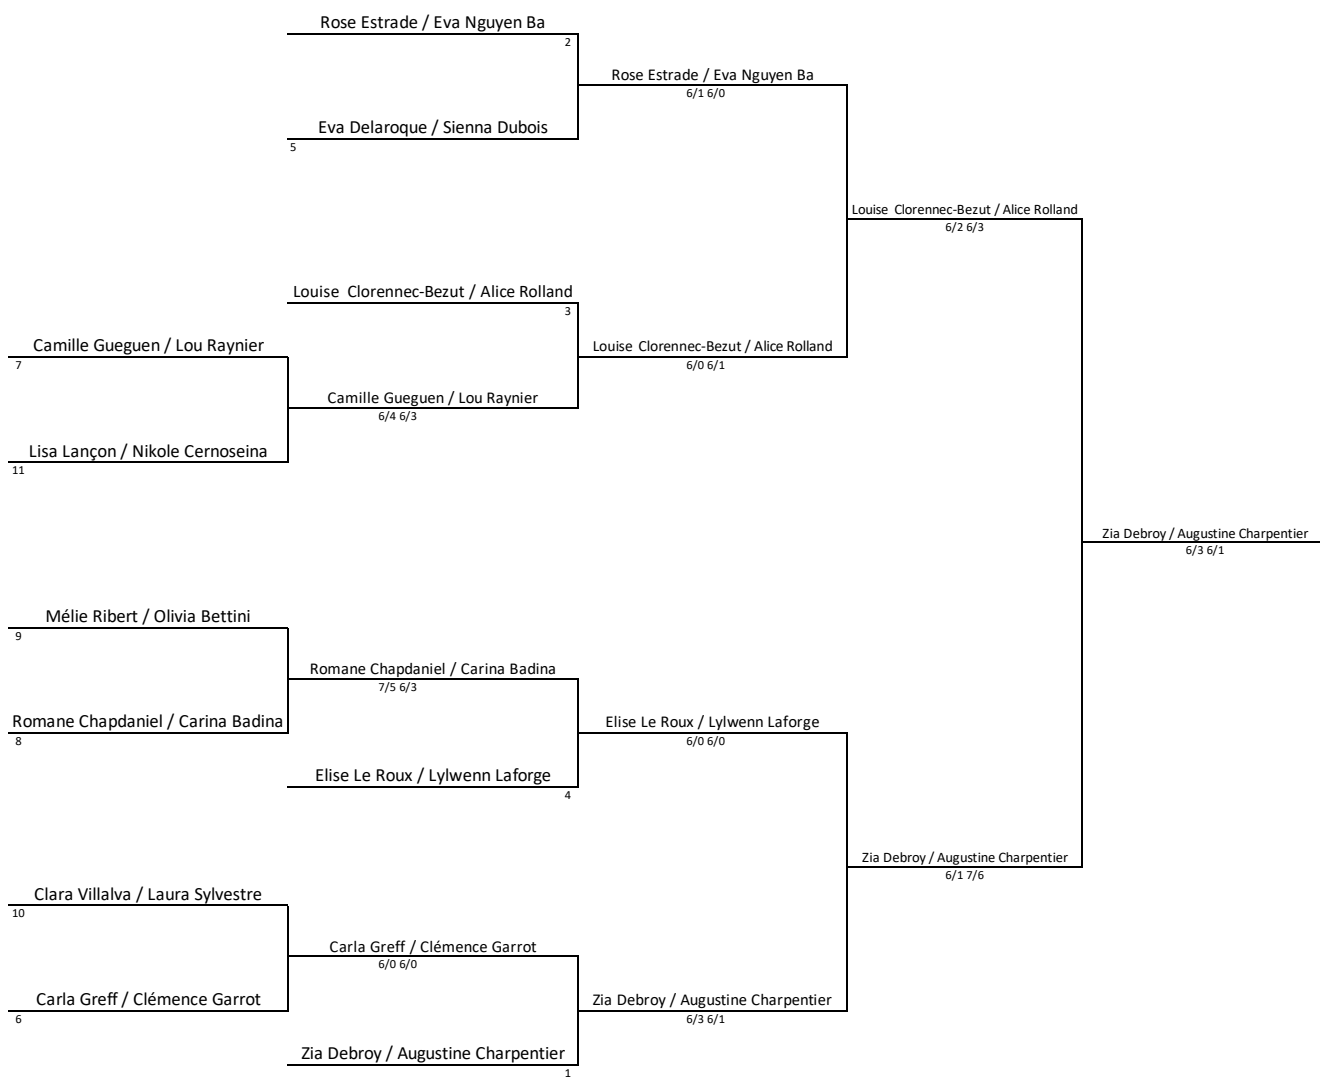 Rose Estrade / Eva Nguyen Ba
2
Rose Estrade / Eva Nguyen Ba
6/1 6/0
Eva Delaroque / Sienna Dubois
5
Louise  Clorennec-Bezut / Alice Rolland
6/2 6/3
Louise  Clorennec-Bezut / Alice Rolland
3
Camille Gueguen / Lou Raynier
7
Louise  Clorennec-Bezut / Alice Rolland
6/0 6/1
Camille Gueguen / Lou Raynier
6/4 6/3
Lisa Lançon / Nikole Cernoseina
11
Zia Debroy / Augustine Charpentier
6/3 6/1
Mélie Ribert / Olivia Bettini
9
Romane Chapdaniel / Carina Badina
7/5 6/3
Romane Chapdaniel / Carina Badina
8
Elise Le Roux / Lylwenn Laforge
6/0 6/0
Elise Le Roux / Lylwenn Laforge
4
Zia Debroy / Augustine Charpentier
6/1 7/6
Clara Villalva / Laura Sylvestre
10
Carla Greff / Clémence Garrot
6/0 6/0
Carla Greff / Clémence Garrot
6
Zia Debroy / Augustine Charpentier
6/3 6/1
Zia Debroy / Augustine Charpentier
1